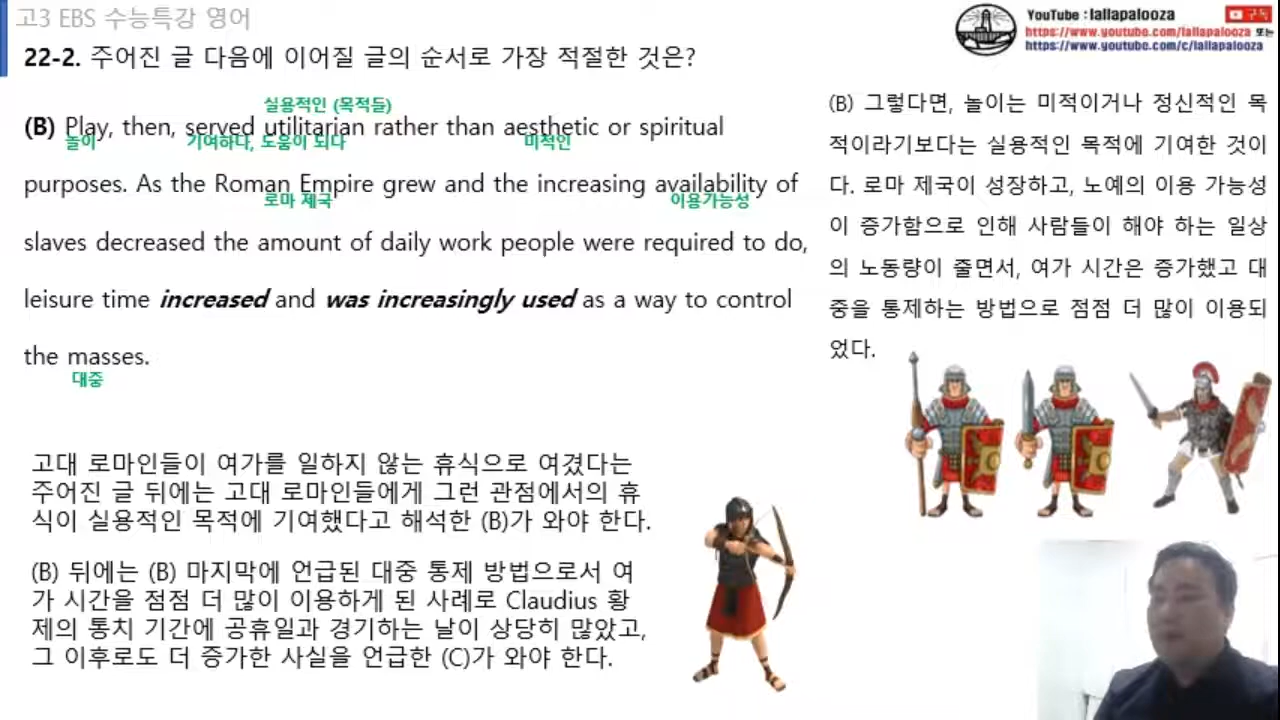 고3 EBS 수능특강 영어
YouTube : lallapalooza
구독
https://www.youtube.com/lallapalooza 또는
https://www.youtube.com/c/lallapalooza
22-2. 주어진 글 다음에 이어질 글의 순서로 가장 적절한 것은?
실용적인 (목적들)
(B) Play, then, served utilitarian rather than aesthetic or spiritual
놀이 기여하다, 도움이 되다 미적인
purposes. As the Roman Empire grew and the increasing availability of
로마 제국 이용가능성
slaves decreased the amount of daily work people were required to do,
leisure time increased and was increasingly used as a way to control
the masses.
대중
(B) 그렇다면, 놀이는 미적이거나 정신적인 목
적이라기보다는 실용적인 목적에 기여한 것이
다. 로마 제국이 성장하고, 노예의 이용 가능성
이 증가함으로 인해 사람들이 해야 하는 일상
의 노동량이 줄면서, 여가 시간은 증가했고 대
중을 통제하는 방법으로 점점 더 많이 이용되
었다.
고대 로마인들이 여가를 일하지 않는 휴식으로 여겼다는
주어진 글 뒤에는 고대 로마인들에게 그런 관점에서의 휴
식이 실용적인 목적에 기여했다고 해석한 (B)가 와야 한다.
(B) 뒤에는 (B) 마지막에 언급된 대중 통제 방법으로서 여
가 시간을 점점 더 많이 이용하게 된 사례로 Claudius 황
제의 통치 기간에 공휴일과 경기하는 날이 상당히 많았고,
그 이후로도 더 증가한 사실을 언급한 (C)가 와야 한다.